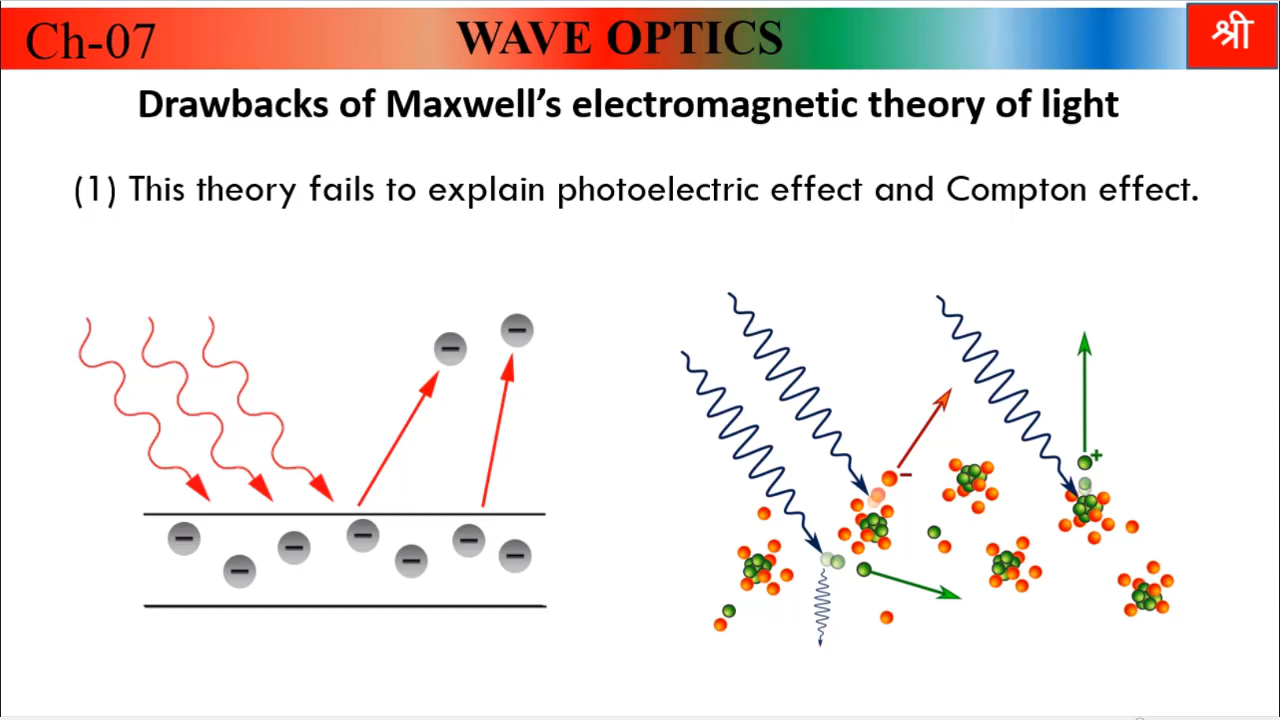 Ch-07
WAVE OPTICS
श्री
Drawbacks of Maxwell’s electromagnetic theory of light
(1) This theory fails to explain photoelectric effect and Compton effect.